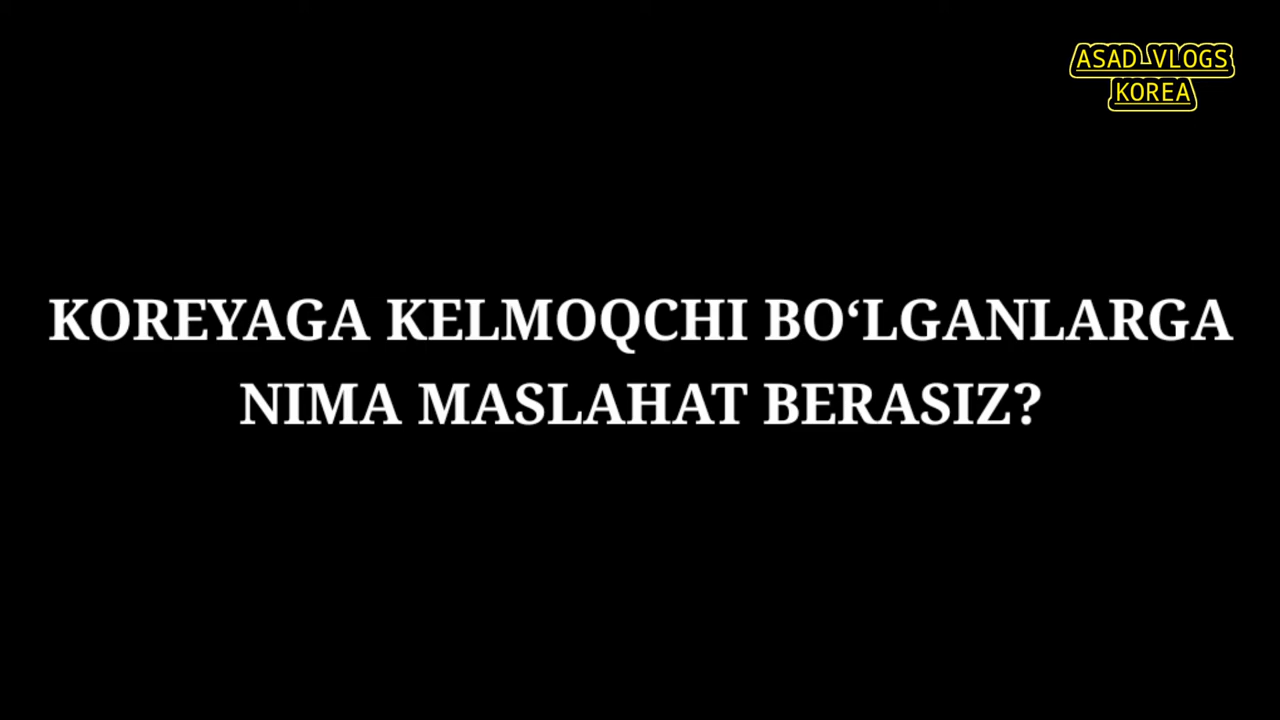 ASAD VLOGS
KOREA
KOREYAGA KELMOQCHI BO‘LGANLARGA
NIMA MASLAHAT BERASIZ?